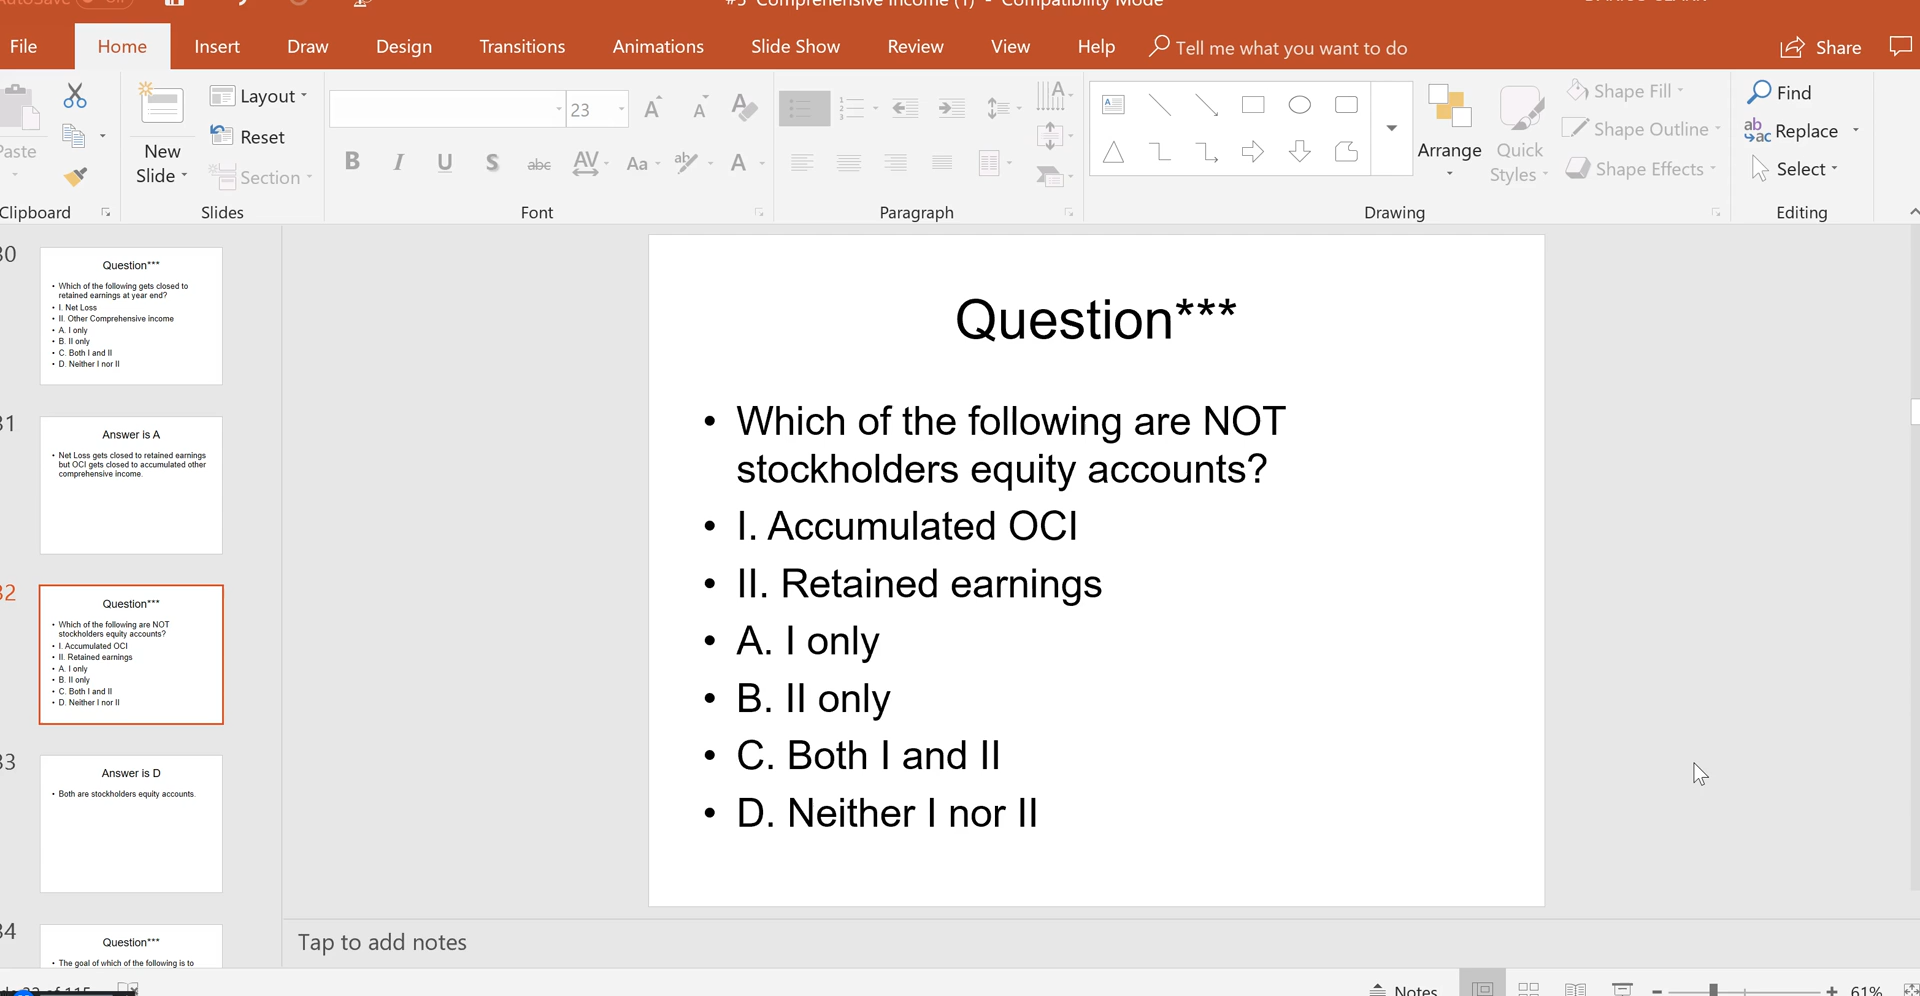 #5 Comprehensive Income (1) - Compatibility Mode
File Home Insert Draw Design Transitions Animations Slide Show Review View Help Tell me what you want to do Share
Paste
Clipboard
New
Slide
Layout
Reset
Section
Slides
23
Font
Paragraph
Arrange
Quick
Styles
Shape Fill
Shape Outline
Shape Effects
Drawing
Find
Replace
Select
Editing
Question***
• Which of the following gets closed to
retained earnings at year end?
• I. Net Loss
• II. Other Comprehensive income
• A. I only
• B. II only
• C. Both I and II
• D. Neither I nor II
Answer is A
• Net Loss gets closed to retained earnings
but OCI gets closed to accumulated other
comprehensive income.
Question***
• Which of the following are NOT
stockholders equity accounts?
• I. Accumulated OCI
• II. Retained earnings
• A. I only
• B. II only
• C. Both I and II
• D. Neither I nor II
Answer is D
• Both are stockholders equity accounts.
Question***
• The goal of which of the following is to
Question***
• Which of the following are NOT
stockholders equity accounts?
• I. Accumulated OCI
• II. Retained earnings
• A. I only
• B. II only
• C. Both I and II
• D. Neither I nor II
Tap to add notes
Notes
61%